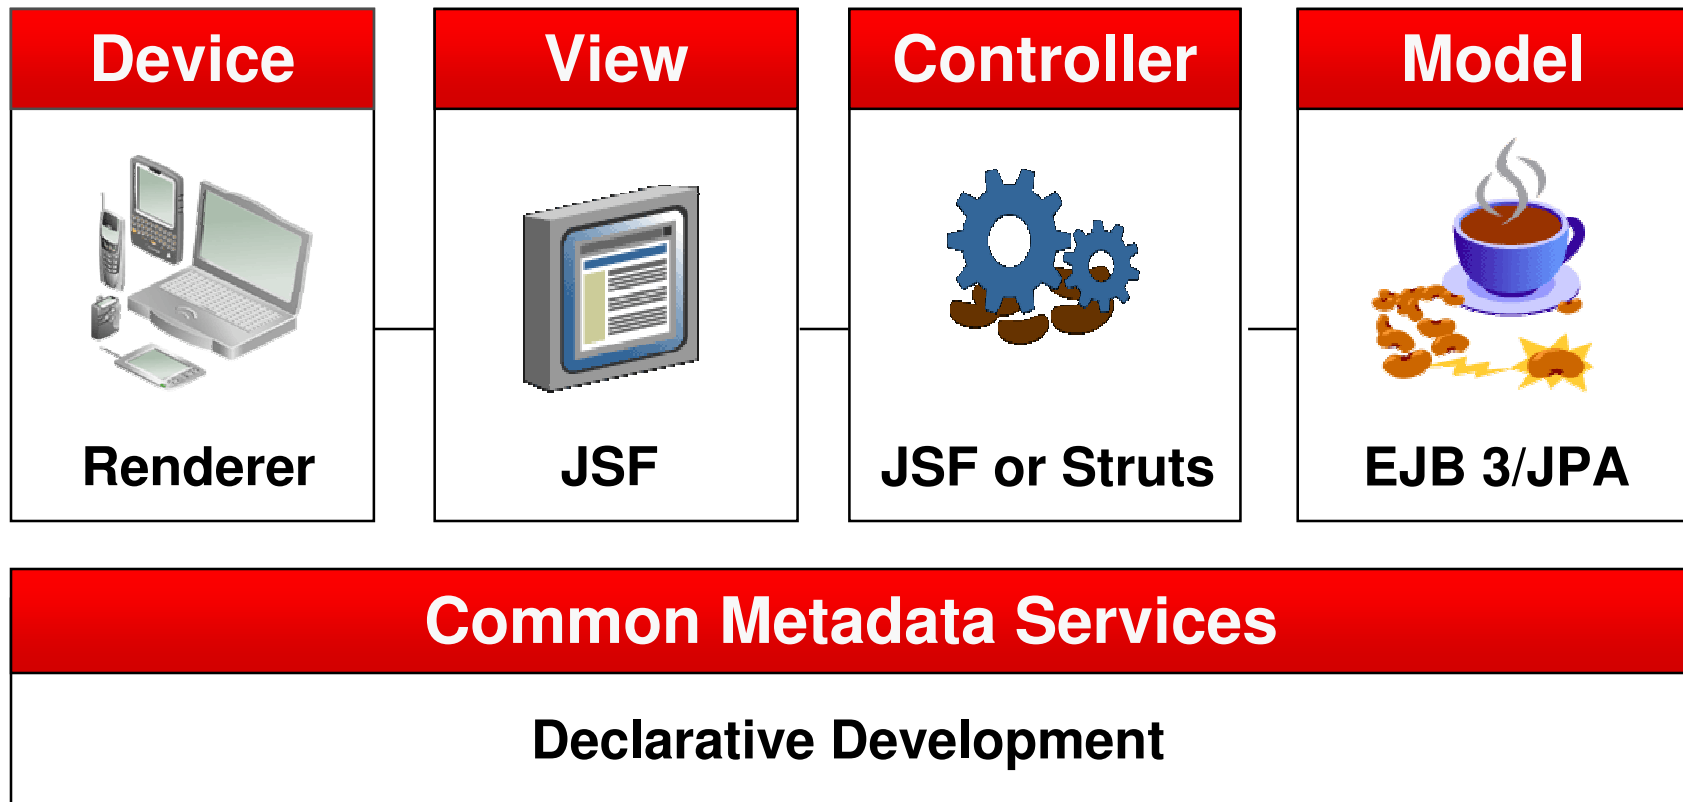 Device
View
Controller
Model
Renderer
JSF
JSF or Struts
EJB 3/JPA
Common Metadata Services
Declarative Development